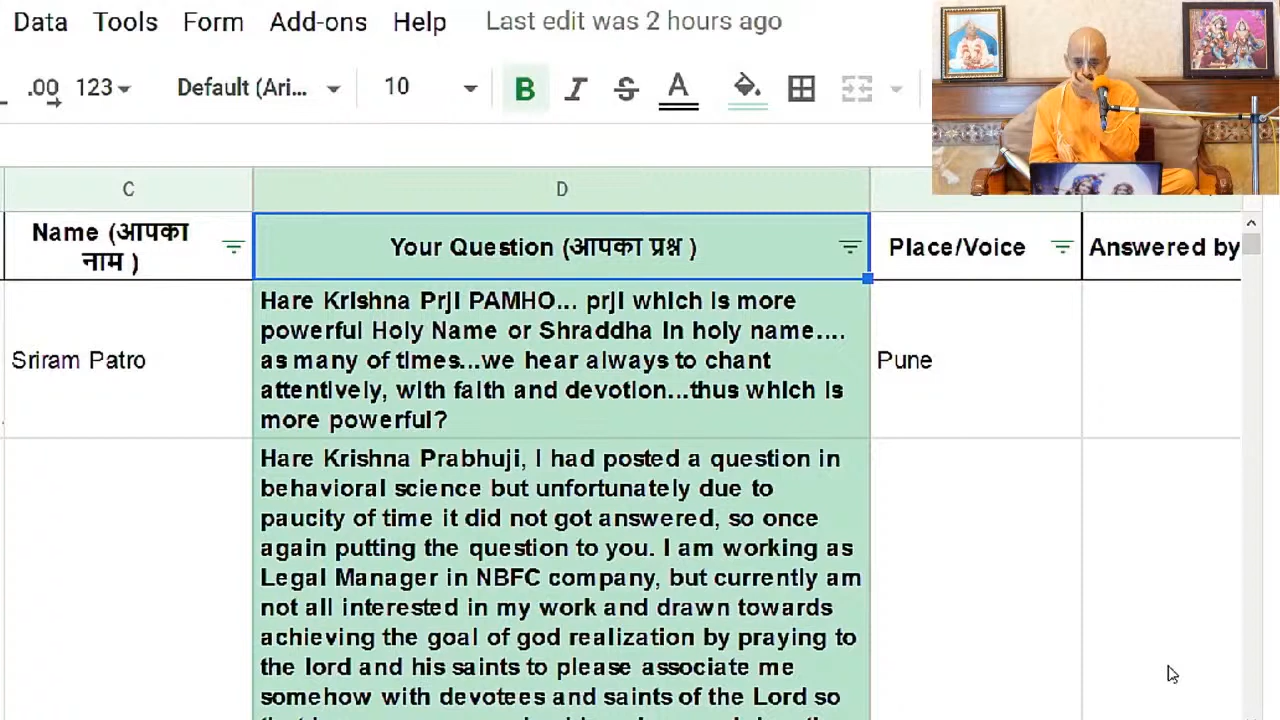 Data Tools Form Add-ons Help Last edit was 2 hours ago
.00 123 Default (Ari... 10 B I S A
C D
Name (आपका
नाम )
Your Question (आपका प्रश्न )
Place/Voice
Answered by
Sriram Patro
Hare Krishna Prji PAMHO... prji which is more
powerful Holy Name or Shraddha in holy name....
as many of times...we hear always to chant
attentively, with faith and devotion...thus which is
more powerful?
Pune
Hare Krishna Prabhuji, I had posted a question in
behavioral science but unfortunately due to
paucity of time it did not got answered, so once
again putting the question to you. I am working as
Legal Manager in NBFC company, but currently am
not all interested in my work and drawn towards
achieving the goal of god realization by praying to
the lord and his saints to please associate me
somehow with devotees and saints of the Lord so